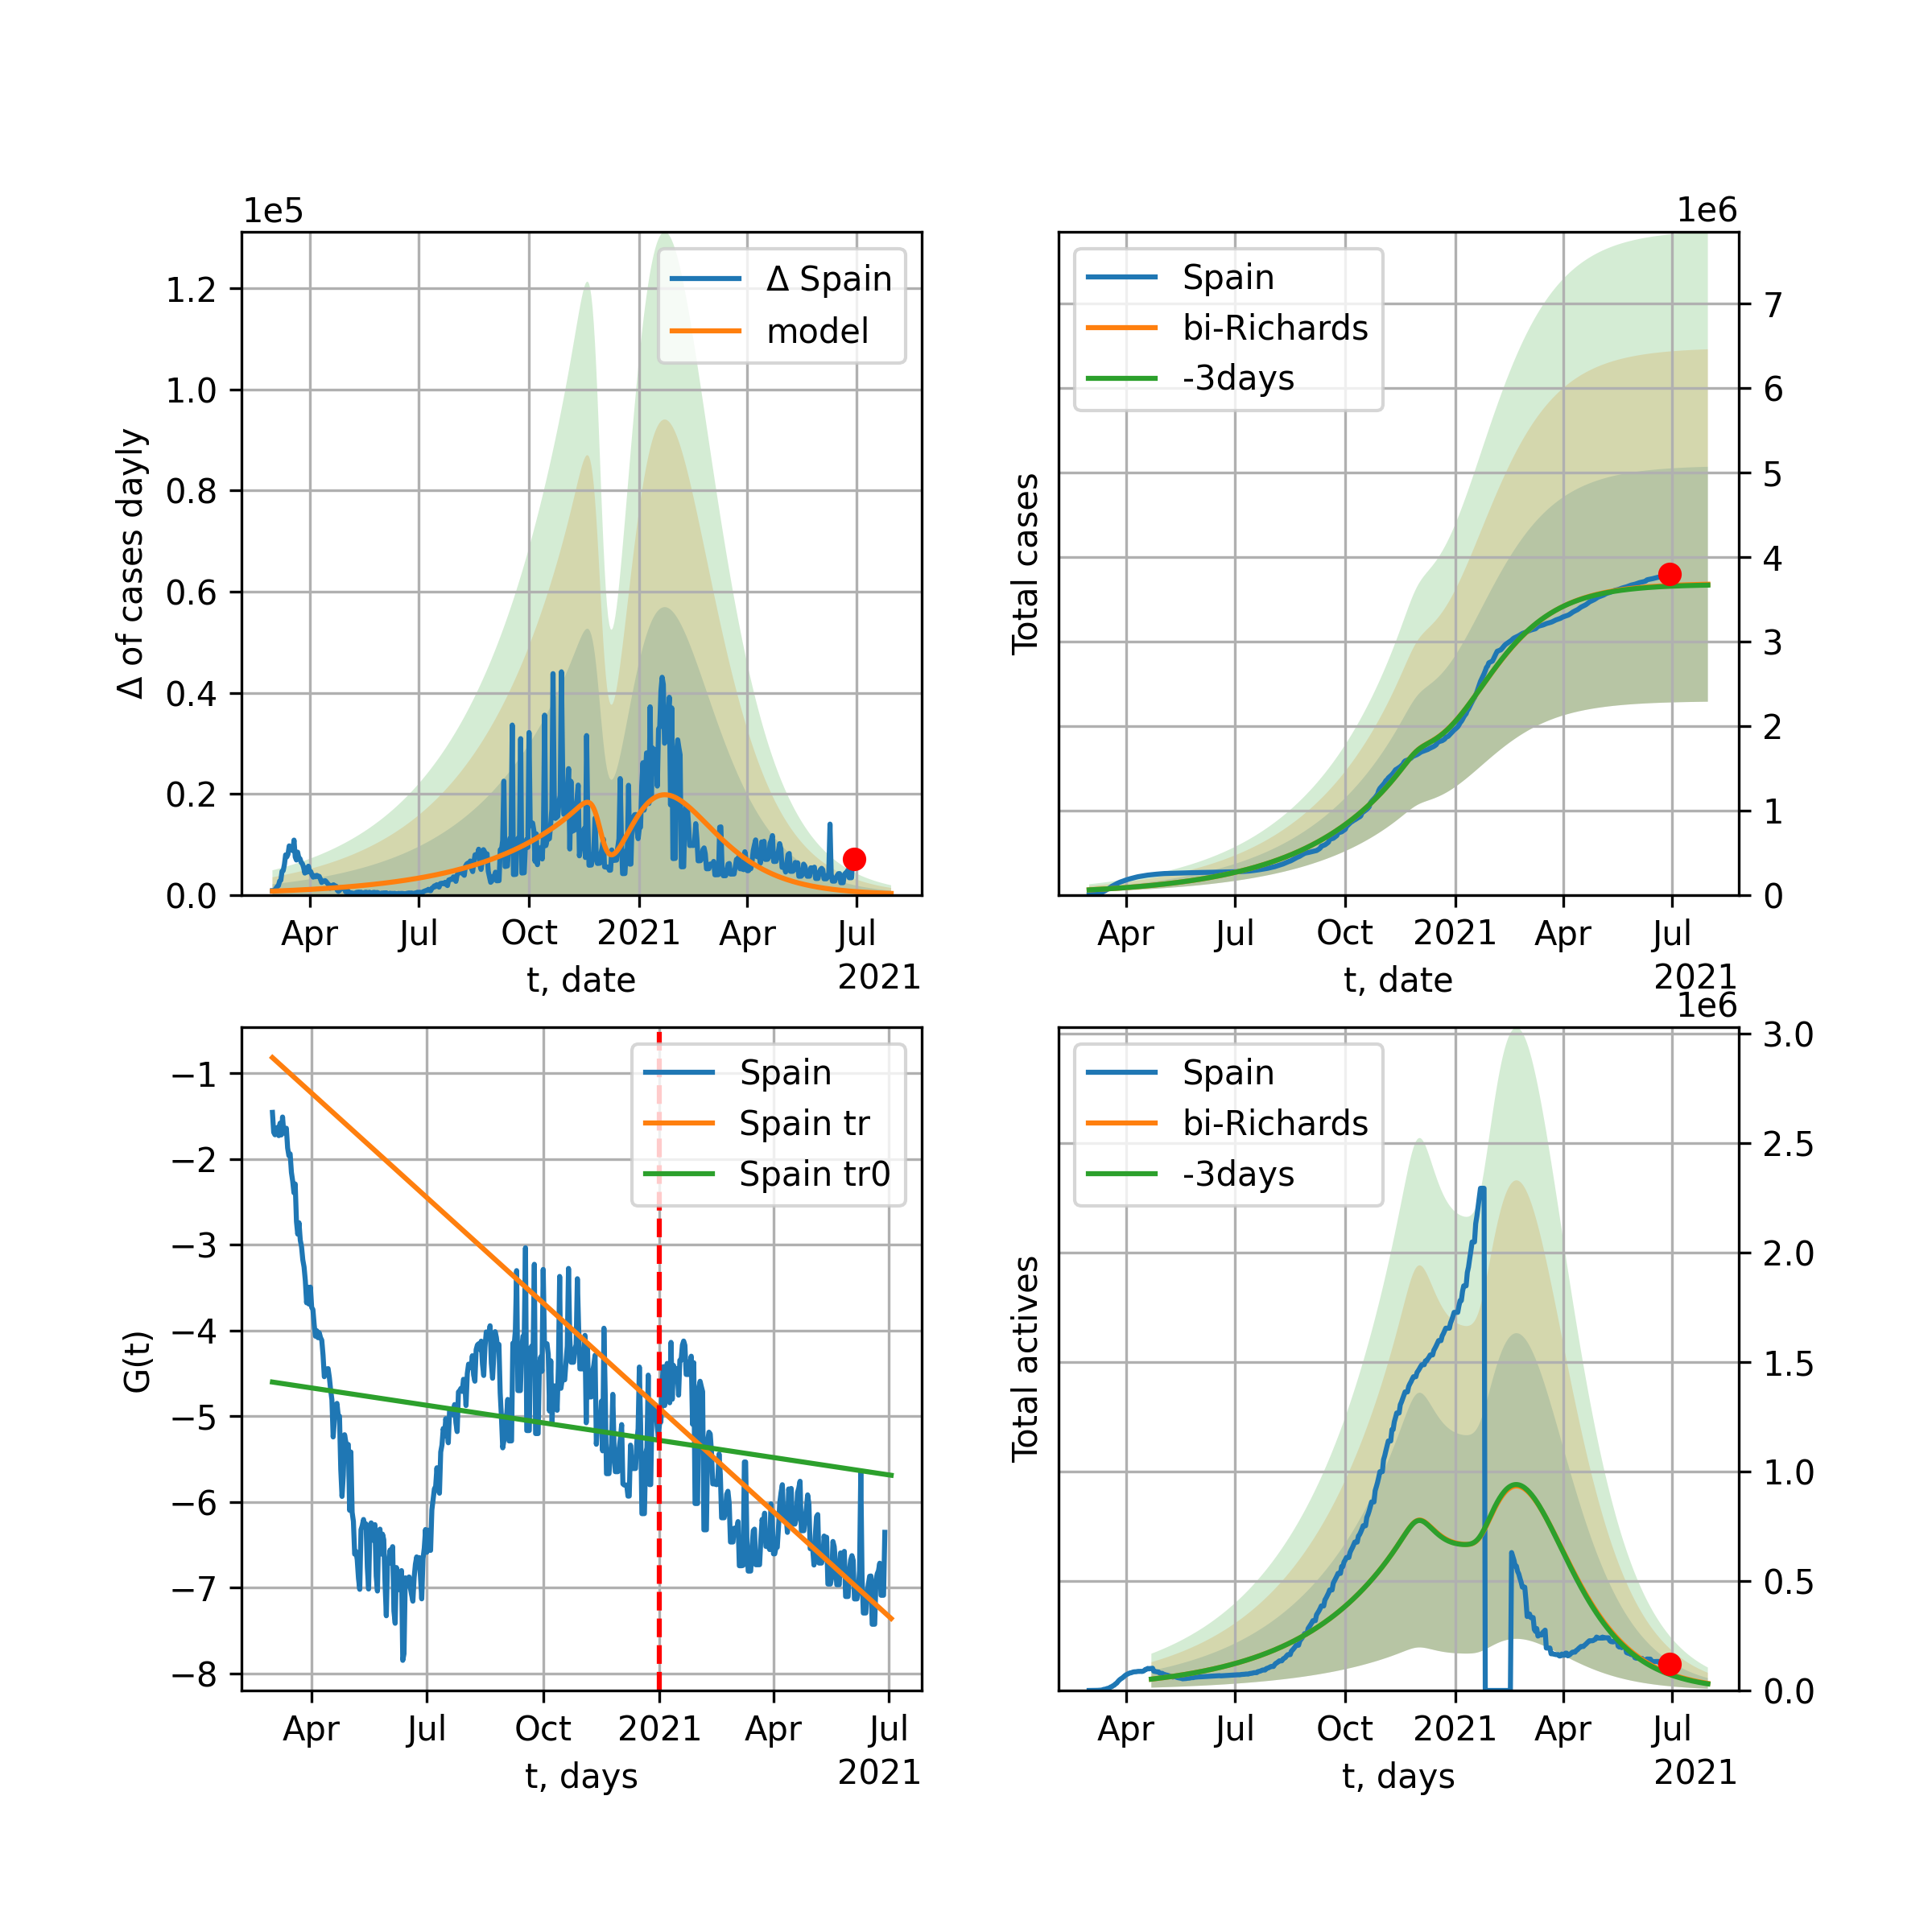 1e5
Δ of cases dayly
1.2
1.0
0.8
0.6
0.4
0.2
0.0
Δ Spain
model
Apr Jul Oct 2021 Apr Jul
2021
t, date
1e6
Total cases
Spain
bi-Richards
-3days
7
6
5
4
3
2
1
0
Apr Jul Oct 2021 Apr Jul
2021
t, date
G(t)
−1
−2
−3
−4
−5
−6
−7
−8
Spain
Spain tr
Spain tr0
Apr Jul Oct 2021 Apr Jul
2021
t, days
1e6
Total actives
Spain
bi-Richards
-3days
3.0
2.5
2.0
1.5
1.0
0.5
0.0
Apr Jul Oct 2021 Apr Jul
2021
t, days